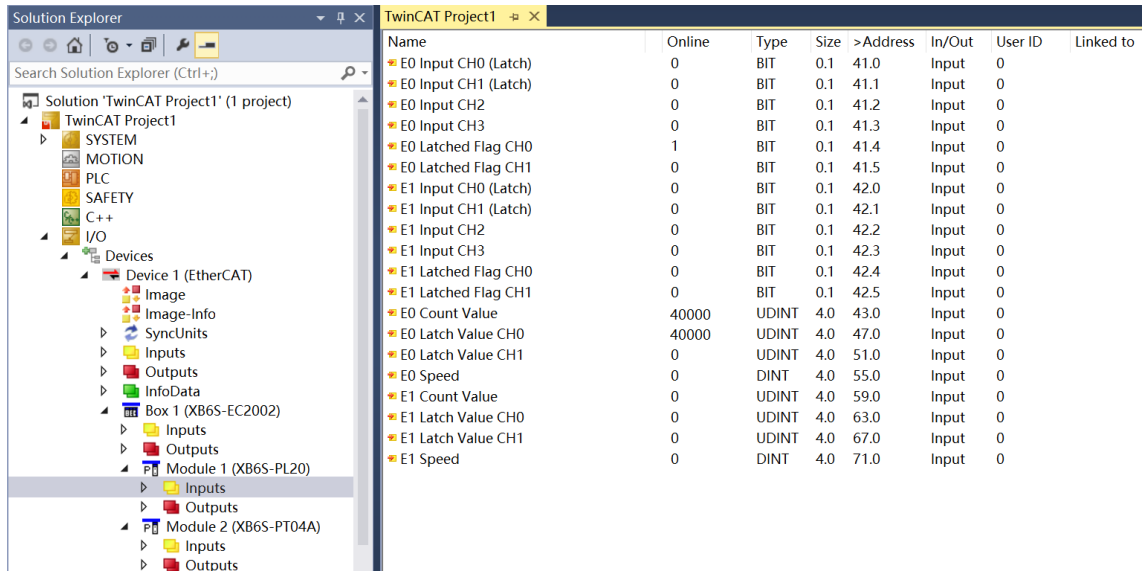 Solution Explorer
Search Solution Explorer (Ctrl+;)
Solution 'TwinCAT Project1' (1 project)
TwinCAT Project1
SYSTEM
MOTION
PLC
SAFETY
C++
I/O
Devices
Device 1 (EtherCAT)
Image
Image-Info
SyncUnits
Inputs
Outputs
InfoData
Box 1 (XB6S-EC2002)
Inputs
Outputs
Module 1 (XB6S-PL20)
Inputs
Outputs
Module 2 (XB6S-PT04A)
Inputs
Outputs
TwinCAT Project1
Name Online Type Size >Address In/Out User ID Linked to
E0 Input CH0 (Latch) 0 BIT 0.1 41.0 Input 0
E0 Input CH1 (Latch) 0 BIT 0.1 41.1 Input 0
E0 Input CH2 0 BIT 0.1 41.2 Input 0
E0 Input CH3 0 BIT 0.1 41.3 Input 0
E0 Latched Flag CH0 1 BIT 0.1 41.4 Input 0
E0 Latched Flag CH1 0 BIT 0.1 41.5 Input 0
E1 Input CH0 (Latch) 0 BIT 0.1 42.0 Input 0
E1 Input CH1 (Latch) 0 BIT 0.1 42.1 Input 0
E1 Input CH2 0 BIT 0.1 42.2 Input 0
E1 Input CH3 0 BIT 0.1 42.3 Input 0
E1 Latched Flag CH0 0 BIT 0.1 42.4 Input 0
E1 Latched Flag CH1 0 BIT 0.1 42.5 Input 0
E0 Count Value 40000 UDINT 4.0 43.0 Input 0
E0 Latch Value CH0 40000 UDINT 4.0 47.0 Input 0
E0 Latch Value CH1 0 UDINT 4.0 51.0 Input 0
E0 Speed 0 DINT 4.0 55.0 Input 0
E1 Count Value 0 UDINT 4.0 59.0 Input 0
E1 Latch Value CH0 0 UDINT 4.0 63.0 Input 0
E1 Latch Value CH1 0 UDINT 4.0 67.0 Input 0
E1 Speed 0 DINT 4.0 71.0 Input 0